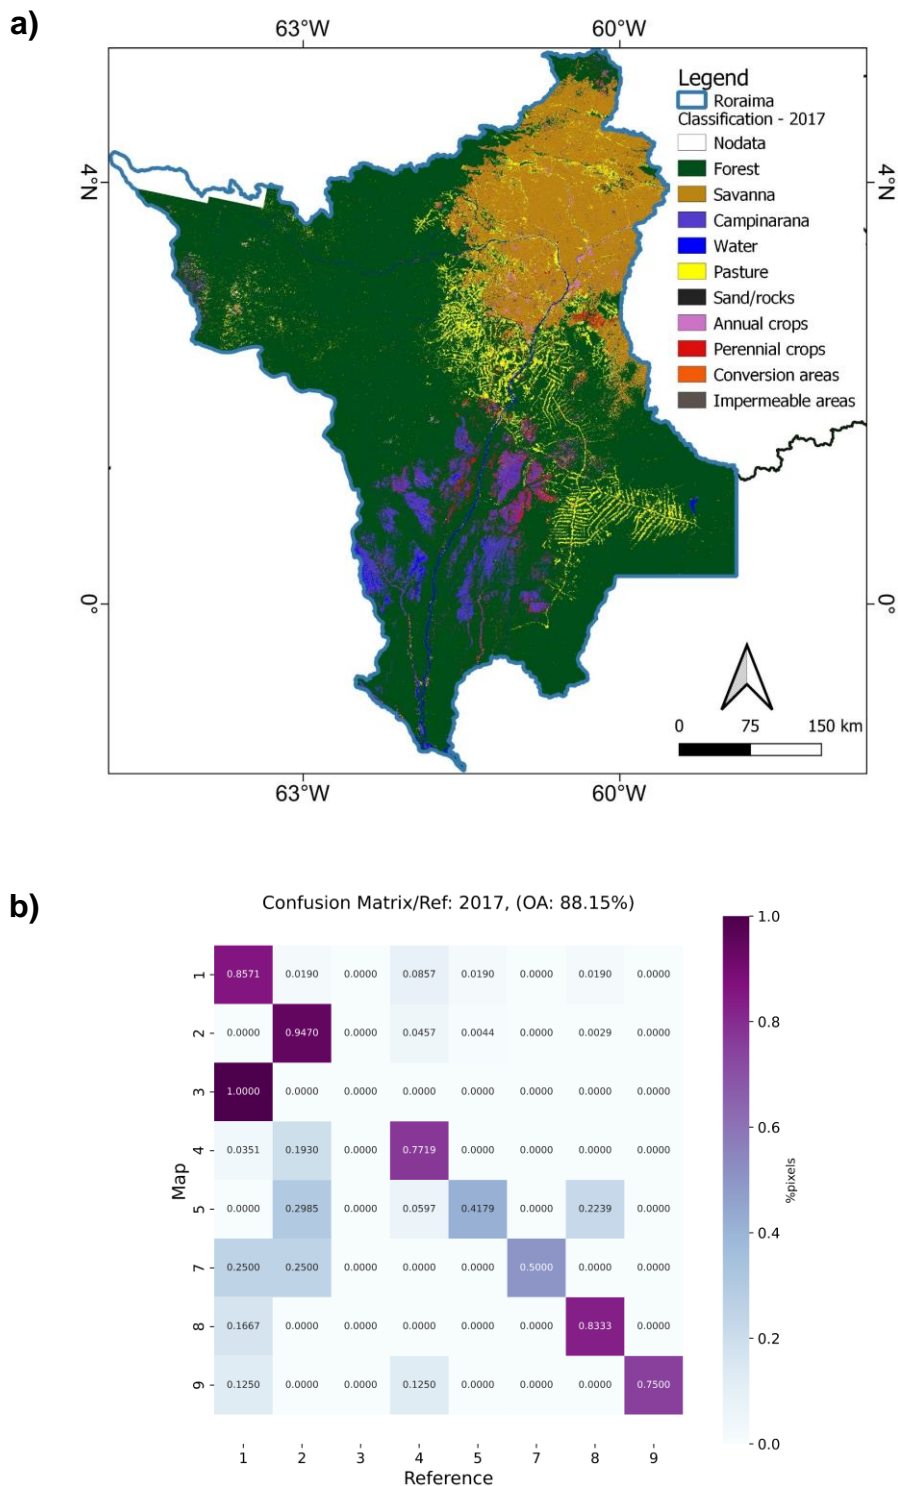 a)
63°W 60°W
4°N 4°N
Legend
Roraima
Classification - 2017
Nodata
Forest
Savanna
Campinarana
Water
Pasture
Sand/rocks
Annual crops
Perennial crops
Conversion areas
Impermeable areas
0° 0°
0 75 150 km
63°W 60°W
b)
Confusion Matrix/Ref: 2017, (OA: 88.15%)
1 0.8571 0.0190 0.0000 0.0857 0.0190 0.0000 0.0190 0.0000
2 0.0000 0.9470 0.0000 0.0457 0.0044 0.0000 0.0029 0.0000
3 1.0000 0.0000 0.0000 0.0000 0.0000 0.0000 0.0000 0.0000
4 0.0351 0.1930 0.0000 0.7719 0.0000 0.0000 0.0000 0.0000
5 0.0000 0.2985 0.0000 0.0597 0.4179 0.0000 0.2239 0.0000
7 0.2500 0.2500 0.0000 0.0000 0.0000 0.5000 0.0000 0.0000
8 0.1667 0.0000 0.0000 0.0000 0.0000 0.0000 0.8333 0.0000
9 0.1250 0.0000 0.0000 0.1250 0.0000 0.0000 0.0000 0.7500
Map
1 2 3 4 5 7 8 9
Reference
1.0
0.8
0.6
0.4
0.2
0.0
%pixels